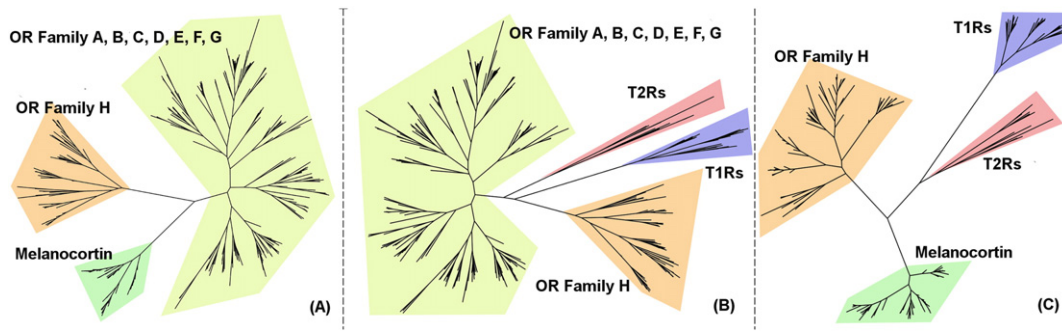 OR Family A, B, C, D, E, F, G
OR Family H
Melanocortin
(A)
OR Family A, B, C, D, E, F, G
T2Rs
T1Rs
OR Family H
(B)
T1Rs
OR Family H
T2Rs
Melanocortin
(C)